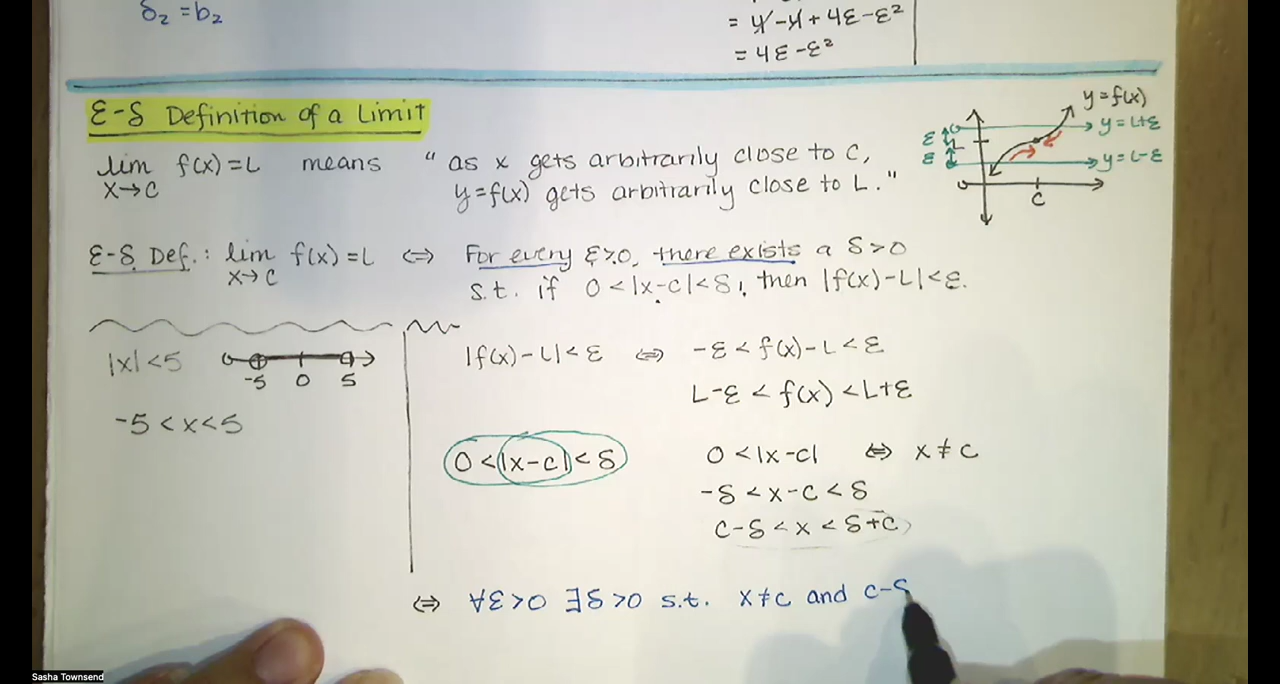 δ₂ = b₂
= 4 - 4 + 4ε - ε²
= 4ε - ε²
ε-δ Definition of a Limit
lim f(x) = L means " as x gets arbitrarily close to c,
x→c y = f(x) gets arbitrarily close to L. "
y = f(x)
y = L+ε
ε
L
ε
y = L-ε
c
ε-δ Def.: lim f(x) = L ⇔ For every ε>0, there exists a δ>0
x→c s.t. if 0 < |x-c| < δ, then |f(x)-L| < ε.
|x| < 5
-5 0 5
-5 < x < 5
|f(x)-L| < ε ⇔ -ε < f(x)-L < ε
L-ε < f(x) < L+ε
0 < |x-c| < δ 0 < |x-c| ⇔ x ≠ c
-δ < x-c < δ
c-δ < x < δ+c
⇔ ∀ε>0 ∃δ>0 s.t. x≠c and c-δ
Sasha Townsend